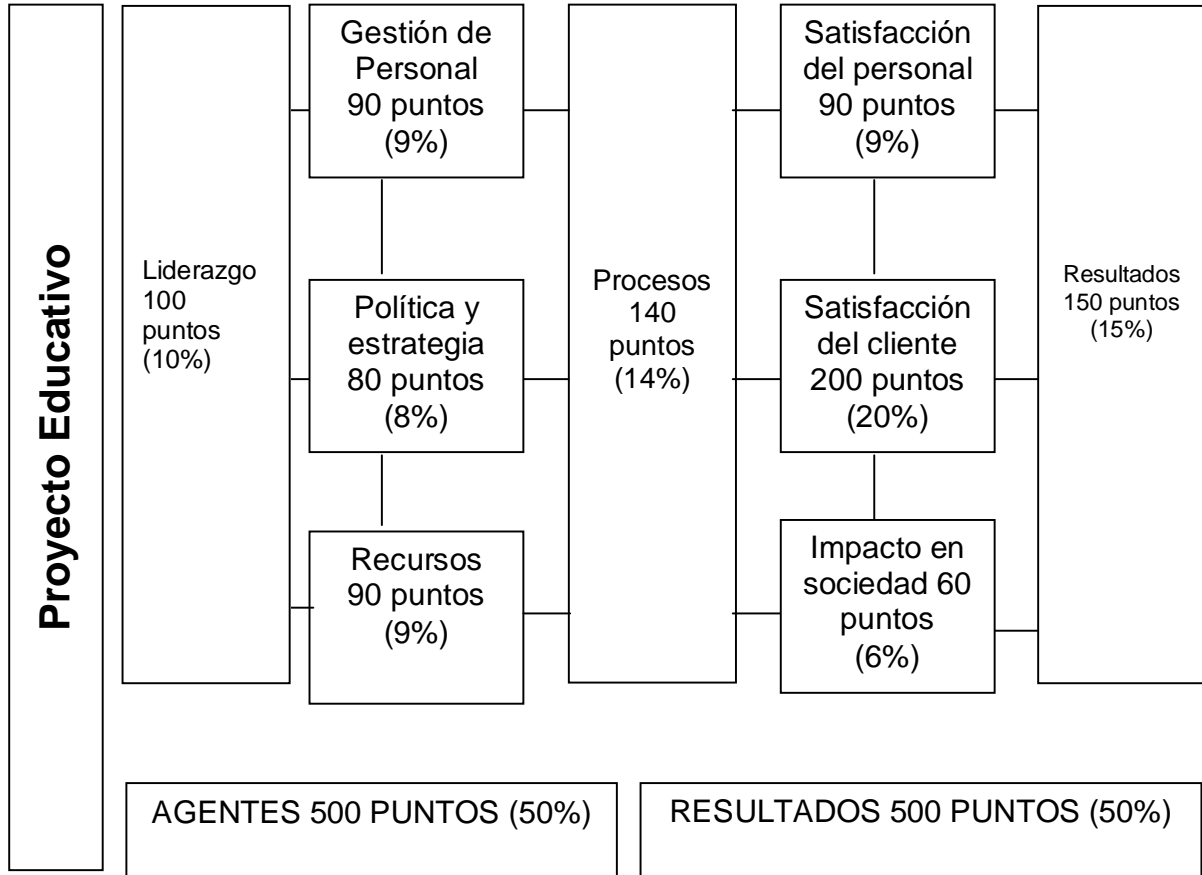 Proyecto Educativo
Liderazgo
100
puntos
(10%)
Gestión de
Personal
90 puntos
(9%)
Política y
estrategia
80 puntos
(8%)
Recursos
90 puntos
(9%)
Procesos
140
puntos
(14%)
Satisfacción
del personal
90 puntos
(9%)
Satisfacción
del cliente
200 puntos
(20%)
Impacto en
sociedad 60
puntos
(6%)
Resultados
150 puntos
(15%)
AGENTES 500 PUNTOS (50%)
RESULTADOS 500 PUNTOS (50%)